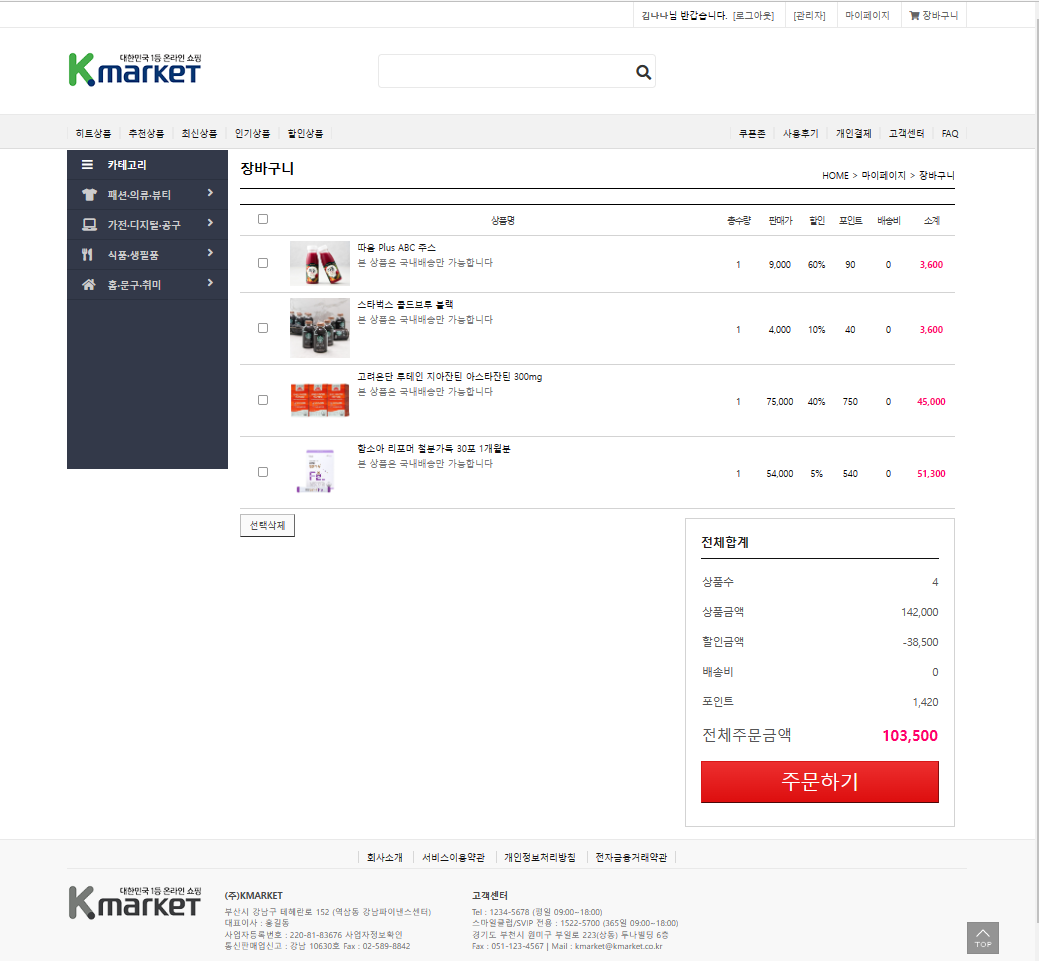 김나나님 반갑습니다. [로그아웃] [관리자] 마이페이지 장바구니
대한민국 1등 온라인 쇼핑
Kmarket
히트상품 추천상품 최신상품 인기상품 할인상품 쿠폰존 사용후기 개인결제 고객센터 FAQ
카테고리
패션·의류·뷰티
가전·디지털·공구
식품·생필품
홈·문구·취미
장바구니
HOME > 마이페이지 > 장바구니
상품명 총수량 판매가 할인 포인트 배송비 소계
따옴 Plus ABC 주스
본 상품은 국내배송만 가능합니다
1 9,000 60% 90 0 3,600
스타벅스 콜드브루 블랙
본 상품은 국내배송만 가능합니다
1 4,000 10% 40 0 3,600
고려은단 루테인 지아잔틴 아스타잔틴 300mg
본 상품은 국내배송만 가능합니다
1 75,000 40% 750 0 45,000
함소아 리포머 철분가득 30포 1개월분
본 상품은 국내배송만 가능합니다
Fe
1 54,000 5% 540 0 51,300
선택삭제
전체합계
상품수 4
상품금액 142,000
할인금액 -38,500
배송비 0
포인트 1,420
전체주문금액 103,500
주문하기
회사소개 서비스이용약관 개인정보처리방침 전자금융거래약관
대한민국 1등 온라인 쇼핑
Kmarket
(주)KMARKET
부산시 강남구 테헤란로 152 (역삼동 강남파이낸스센터)
대표이사 : 홍길동
사업자등록번호 : 220-81-83676 사업자정보확인
통신판매업신고 : 강남 10630호 Fax : 02-589-8842
고객센터
Tel : 1234-5678 (평일 09:00~18:00)
스마일클럽/SVIP 전용 : 1522-5700 (365일 09:00~18:00)
경기도 부천시 원미구 부일로 223(상동) 투나빌딩 6층
Fax : 051-123-4567 | Mail : kmarket@kmarket.co.kr
TOP